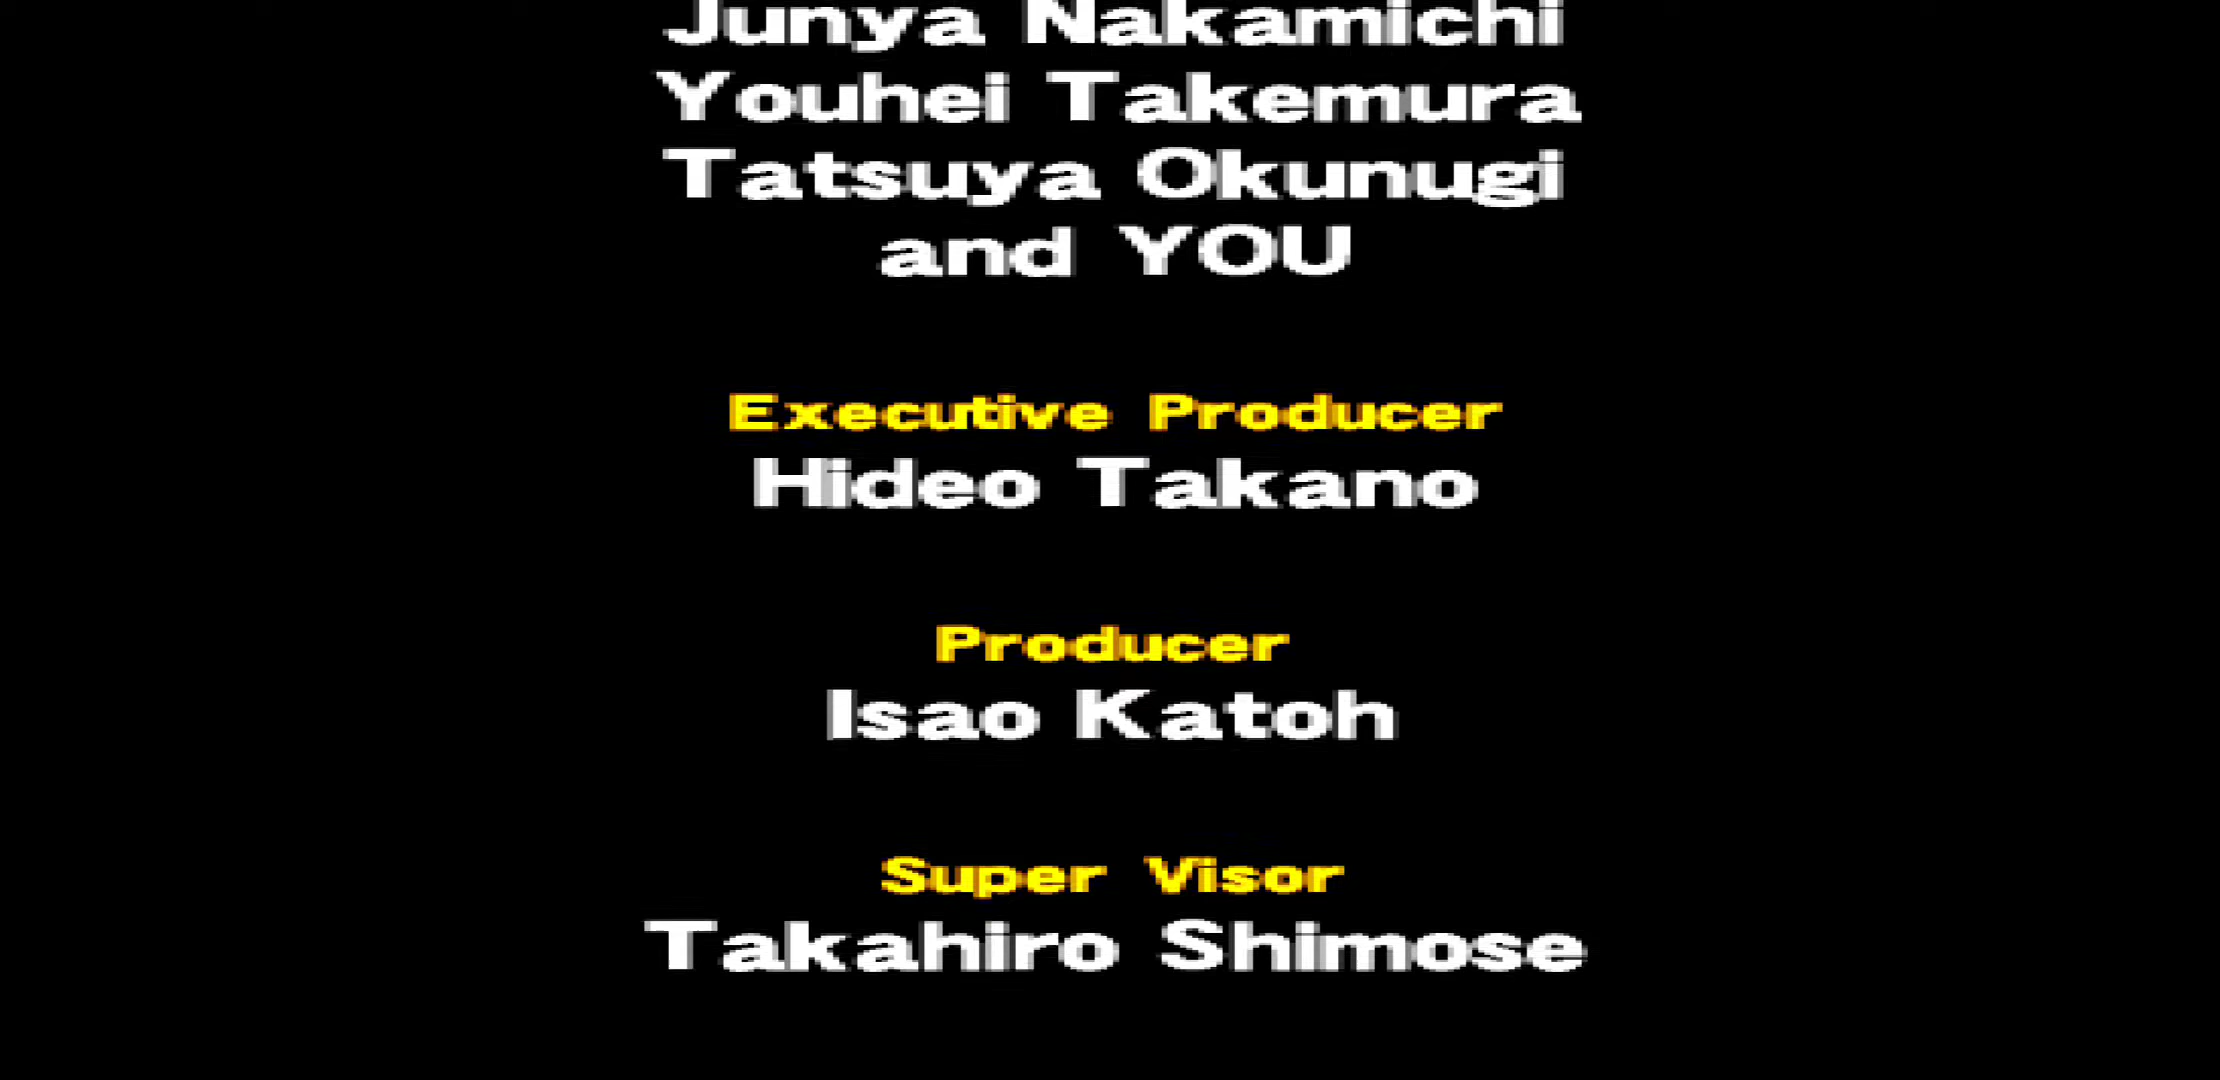 Junya Nakamichi
Youhei Takemura
Tatsuya Okunugi
and YOU
Executive Producer
Hideo Takano
Producer
Isao Katoh
Super Visor
Takahiro Shimose